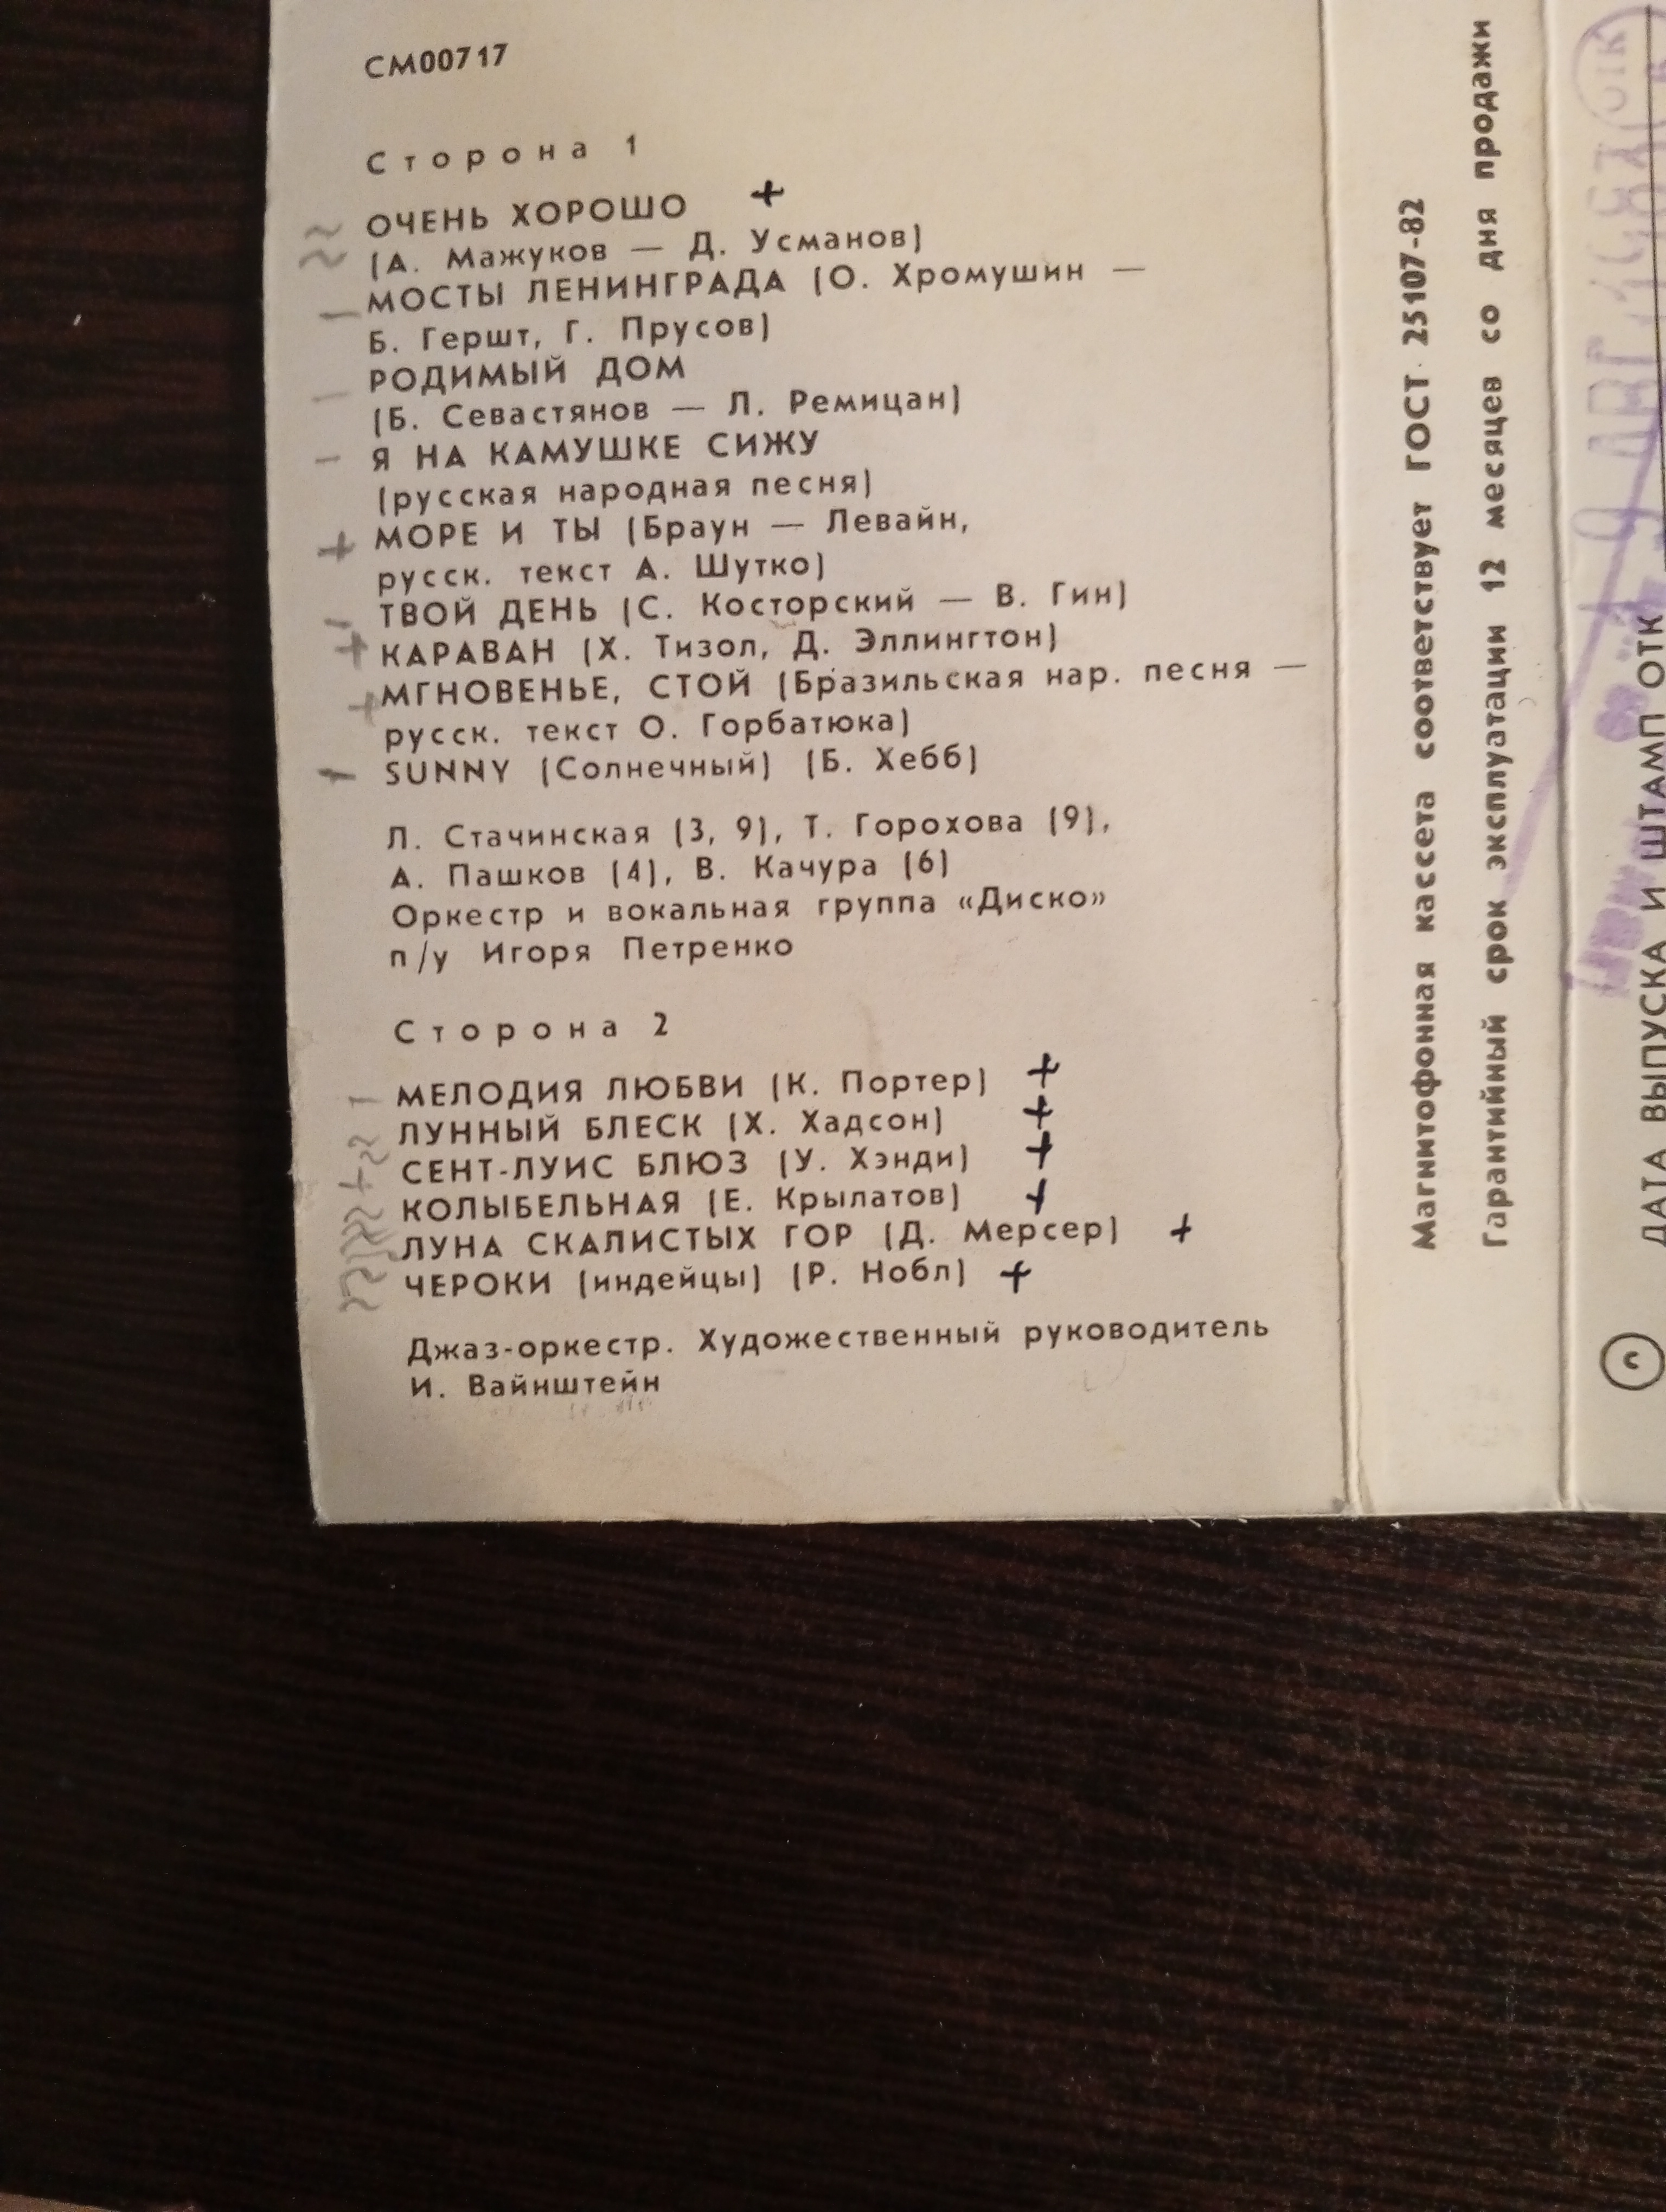 СМ00717
Сторона 1
ОЧЕНЬ ХОРОШО +
(А. Мажуков — Д. Усманов)
МОСТЫ ЛЕНИНГРАДА (О. Хромушин —
Б. Гершт, Г. Прусов)
РОДИМЫЙ ДОМ
(Б. Севастянов — Л. Ремицан)
Я НА КАМУШКЕ СИЖУ
(русская народная песня)
+ МОРЕ И ТЫ (Браун — Левайн,
русск. текст А. Шутко)
ТВОЙ ДЕНЬ (С. Косторский — В. Гин)
+ КАРАВАН (Х. Тизол, Д. Эллингтон)
+ МГНОВЕНЬЕ, СТОЙ (Бразильская нар. песня —
русск. текст О. Горбатюка)
SUNNY (Солнечный) (Б. Хебб)
Л. Стачинская (3, 9), Т. Горохова (9),
А. Пашков (4), В. Качура (6)
Оркестр и вокальная группа «Диско»
п/у Игоря Петренко
Сторона 2
МЕЛОДИЯ ЛЮБВИ (К. Портер) +
ЛУННЫЙ БЛЕСК (Х. Хадсон) +
СЕНТ-ЛУИС БЛЮЗ (У. Хэнди) +
КОЛЫБЕЛЬНАЯ (Е. Крылатов) +
ЛУНА СКАЛИСТЫХ ГОР (Д. Мерсер) +
ЧЕРОКИ (индейцы) (Р. Нобл) +
Джаз-оркестр. Художественный руководитель
И. Вайнштейн
Магнитофонная кассета соответствует ГОСТ 25107-82
Гарантийный срок эксплуатации 12 месяцев со дня продажи
ДАТА ВЫПУСКА И ШТАМП ОТК
©